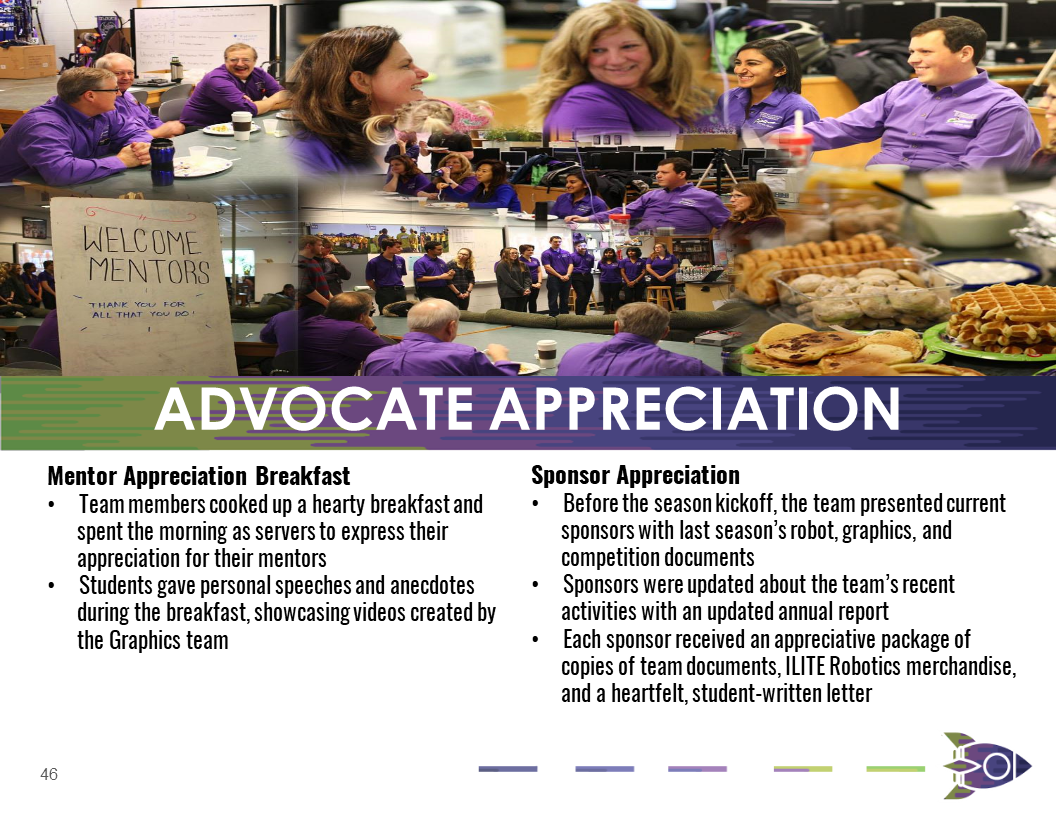 WELCOME
MENTORS
THANK YOU FOR
ALL THAT YOU DO!
ADVOCATE APPRECIATION
Mentor Appreciation Breakfast
• Team members cooked up a hearty breakfast and
spent the morning as servers to express their
appreciation for their mentors
• Students gave personal speeches and anecdotes
during the breakfast, showcasing videos created by
the Graphics team
Sponsor Appreciation
• Before the season kickoff, the team presented current
sponsors with last season's robot, graphics, and
competition documents
• Sponsors were updated about the team's recent
activities with an updated annual report
• Each sponsor received an appreciative package of
copies of team documents, ILITE Robotics merchandise,
and a heartfelt, student-written letter
46